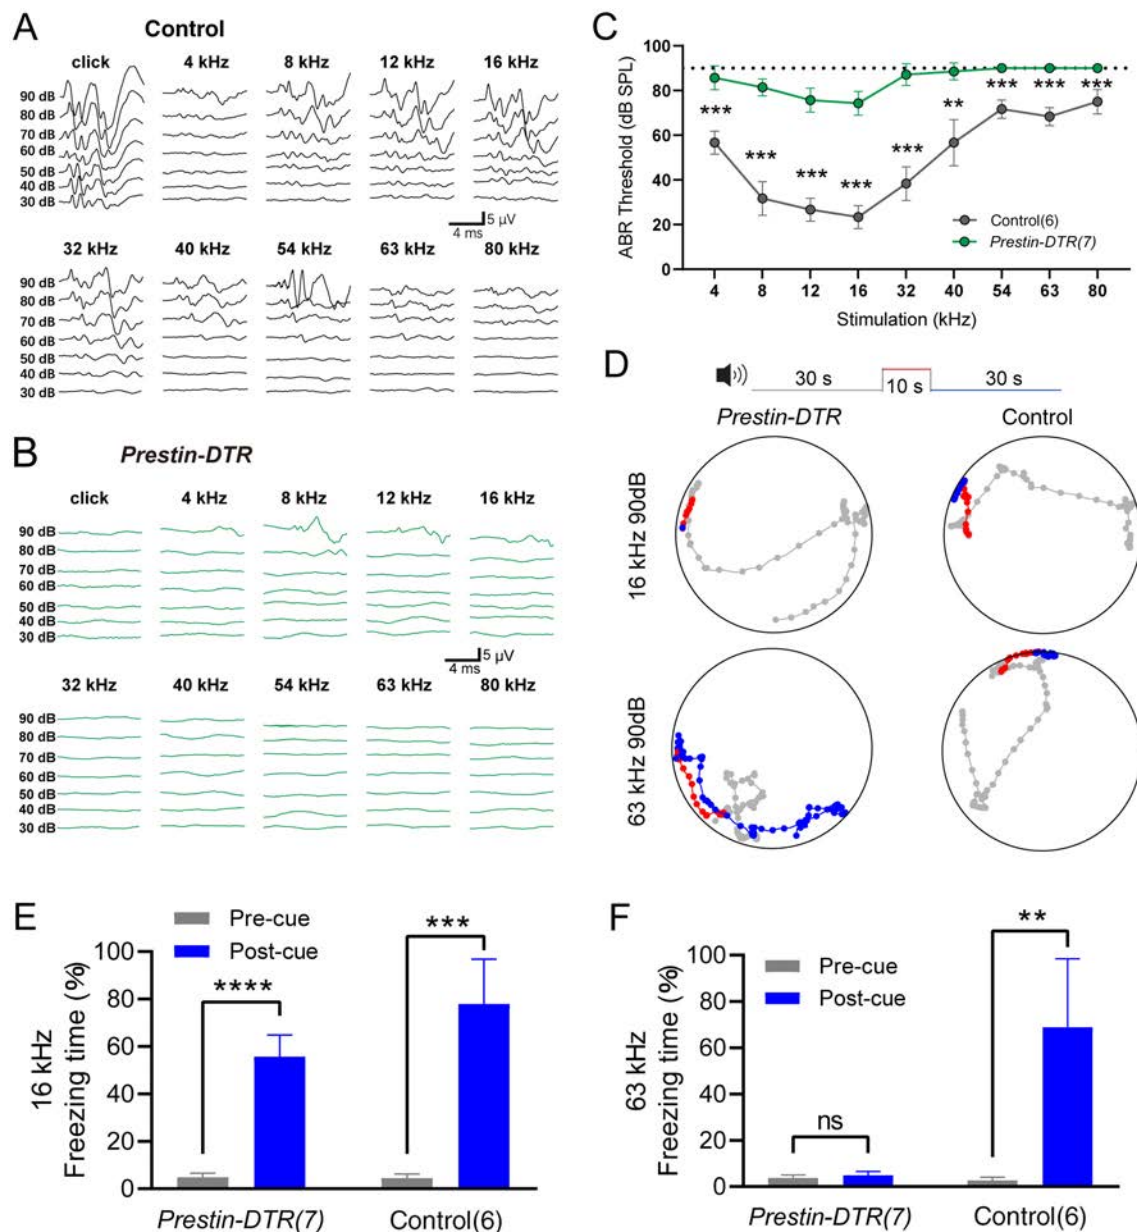 A
Control
click 4 kHz 8 kHz 12 kHz 16 kHz
90 dB
80 dB
70 dB
60 dB
50 dB
40 dB
30 dB
5 µV
4 ms
32 kHz 40 kHz 54 kHz 63 kHz 80 kHz
90 dB
80 dB
70 dB
60 dB
50 dB
40 dB
30 dB
B
Prestin-DTR
click 4 kHz 8 kHz 12 kHz 16 kHz
90 dB
80 dB
70 dB
60 dB
50 dB
40 dB
30 dB
5 µV
4 ms
32 kHz 40 kHz 54 kHz 63 kHz 80 kHz
90 dB
80 dB
70 dB
60 dB
50 dB
40 dB
30 dB
C
ABR Threshold (dB SPL)
100
80
60
40
20
0
*** *** *** *** *** ** *** *** ***
Control(6)
Prestin-DTR(7)
4 8 12 16 32 40 54 63 80
Stimulation (kHz)
D
30 s 10 s 30 s
Prestin-DTR Control
16 kHz 90dB
63 kHz 90dB
E
Pre-cue
Post-cue
**** ***
16 kHz
Freezing time (%)
100
80
60
40
20
0
Prestin-DTR(7) Control(6)
F
Pre-cue
Post-cue
ns **
63 kHz
Freezing time (%)
100
80
60
40
20
0
Prestin-DTR(7) Control(6)